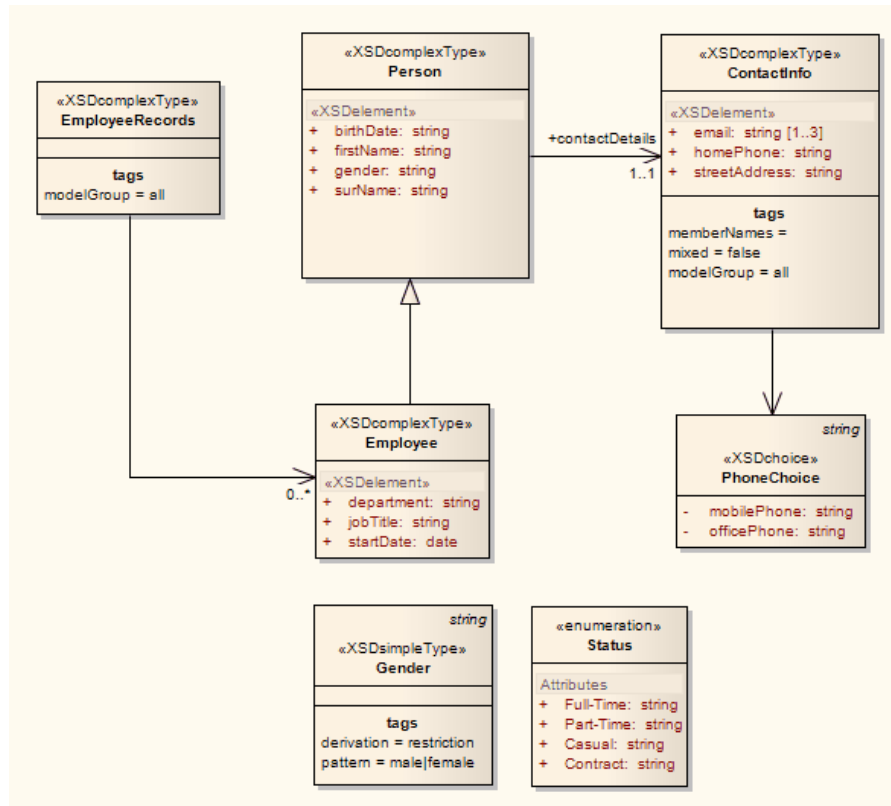 «XSDcomplexType»
EmployeeRecords
tags
modelGroup = all
«XSDcomplexType»
Person
«XSDelement»
+ birthDate: string
+ firstName: string
+ gender: string
+ surName: string
+contactDetails
1..1
«XSDcomplexType»
ContactInfo
«XSDelement»
+ email: string [1..3]
+ homePhone: string
+ streetAddress: string
tags
memberNames =
mixed = false
modelGroup = all
0..*
«XSDcomplexType»
Employee
«XSDelement»
+ department: string
+ jobTitle: string
+ startDate: date
string
«XSDchoice»
PhoneChoice
- mobilePhone: string
- officePhone: string
string
«XSDsimpleType»
Gender
tags
derivation = restriction
pattern = male|female
«enumeration»
Status
Attributes
+ Full-Time: string
+ Part-Time: string
+ Casual: string
+ Contract: string